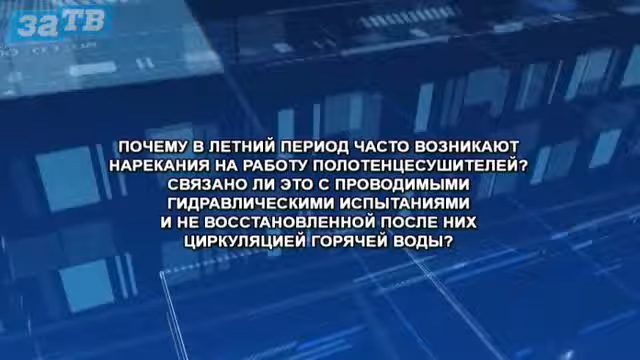 заТВ
ПОЧЕМУ В ЛЕТНИЙ ПЕРИОД ЧАСТО ВОЗНИКАЮТ
НАРЕКАНИЯ НА РАБОТУ ПОЛОТЕНЦЕСУШИТЕЛЕЙ?
СВЯЗАНО ЛИ ЭТО С ПРОВОДИМЫМИ
ГИДРАВЛИЧЕСКИМИ ИСПЫТАНИЯМИ
И НЕ ВОССТАНОВЛЕННОЙ ПОСЛЕ НИХ
ЦИРКУЛЯЦИЕЙ ГОРЯЧЕЙ ВОДЫ?